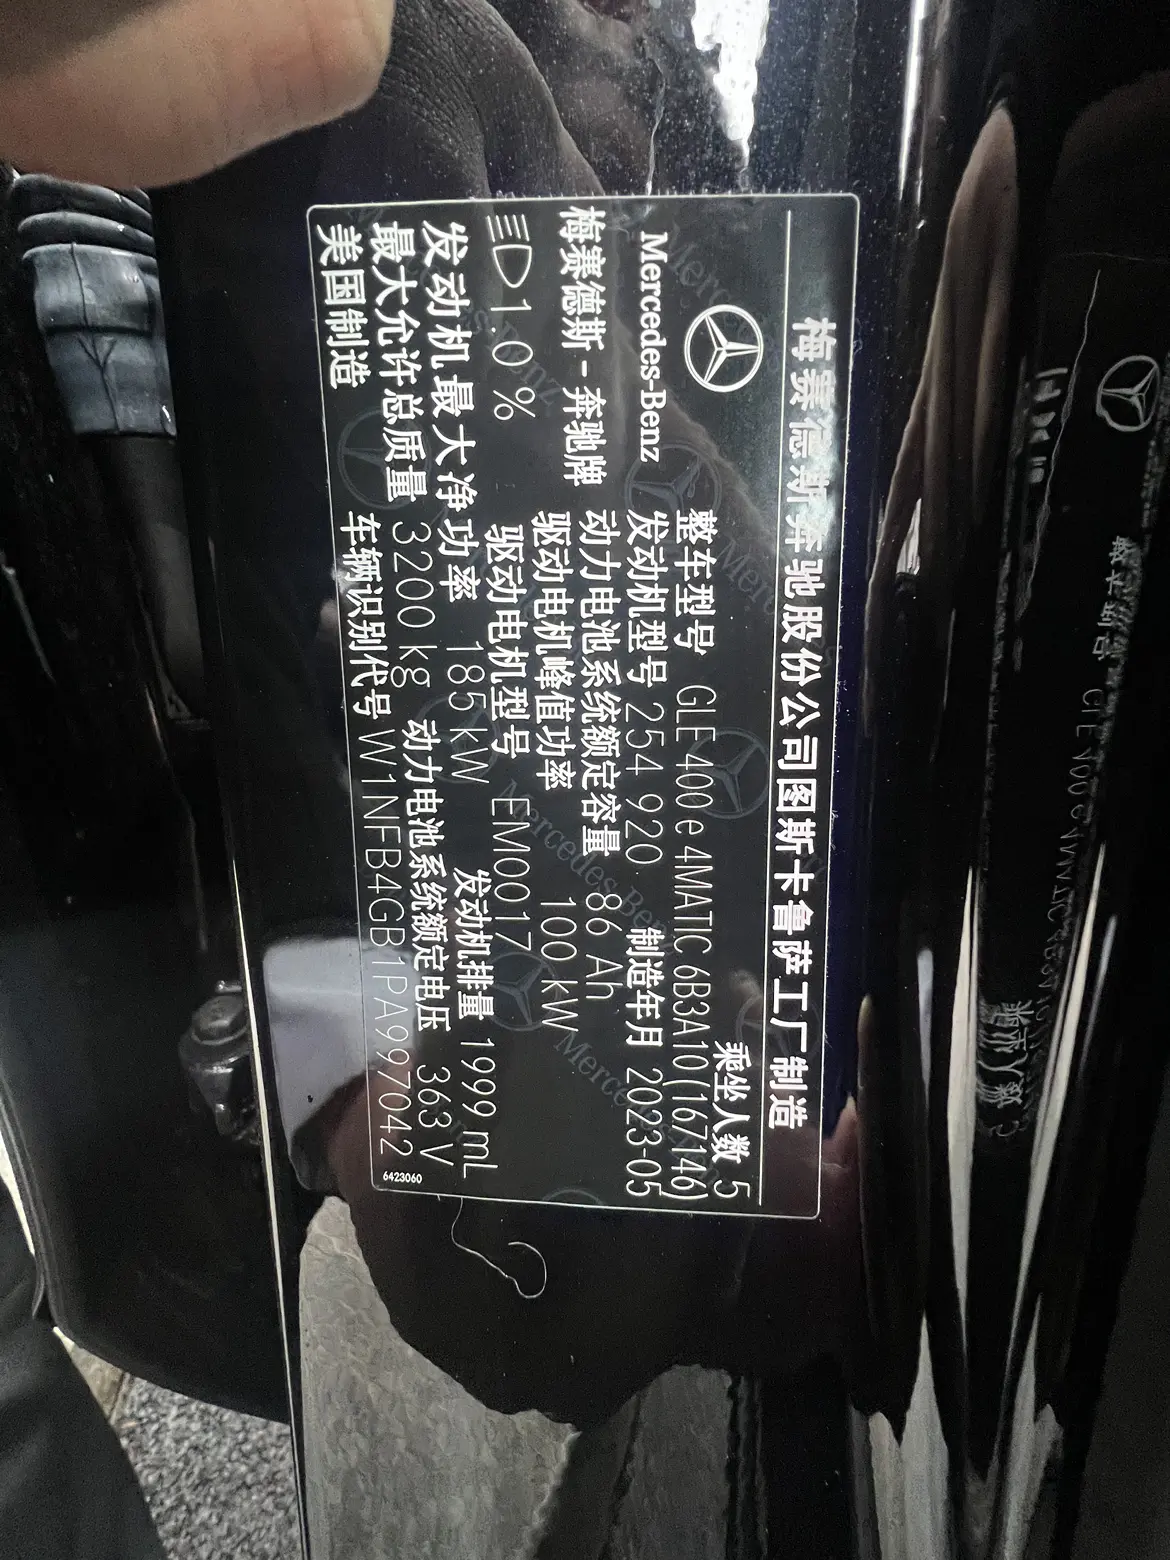 梅赛德斯奔驰股份公司图斯卡鲁萨工厂制造
乘坐人数 5
Mercedes-Benz
整车型号 GLE 400 e 4MATIC 6B3A10(167146)
发动机型号 254 920 制造年月 2023-05
梅赛德斯-奔驰牌
动力电池系统额定容量 86 Ah
驱动电机峰值功率 100 kW
1.0%
驱动电机型号 EM0017
发动机最大净功率 185 kW 发动机排量 1999 mL
最大允许总质量 3200 kg 动力电池系统额定电压 363 V
美国制造
车辆识别代号 W1NFB4GB1PA997042
6423060